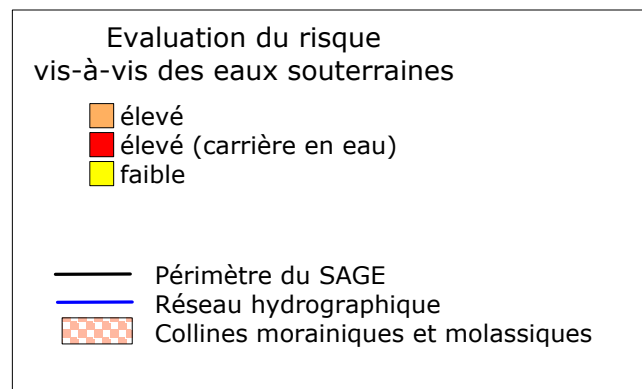 Evaluation du risque
vis-à-vis des eaux souterraines
élevé
élevé (carrière en eau)
faible
Périmètre du SAGE
Réseau hydrographique
Collines morainiques et molassiques